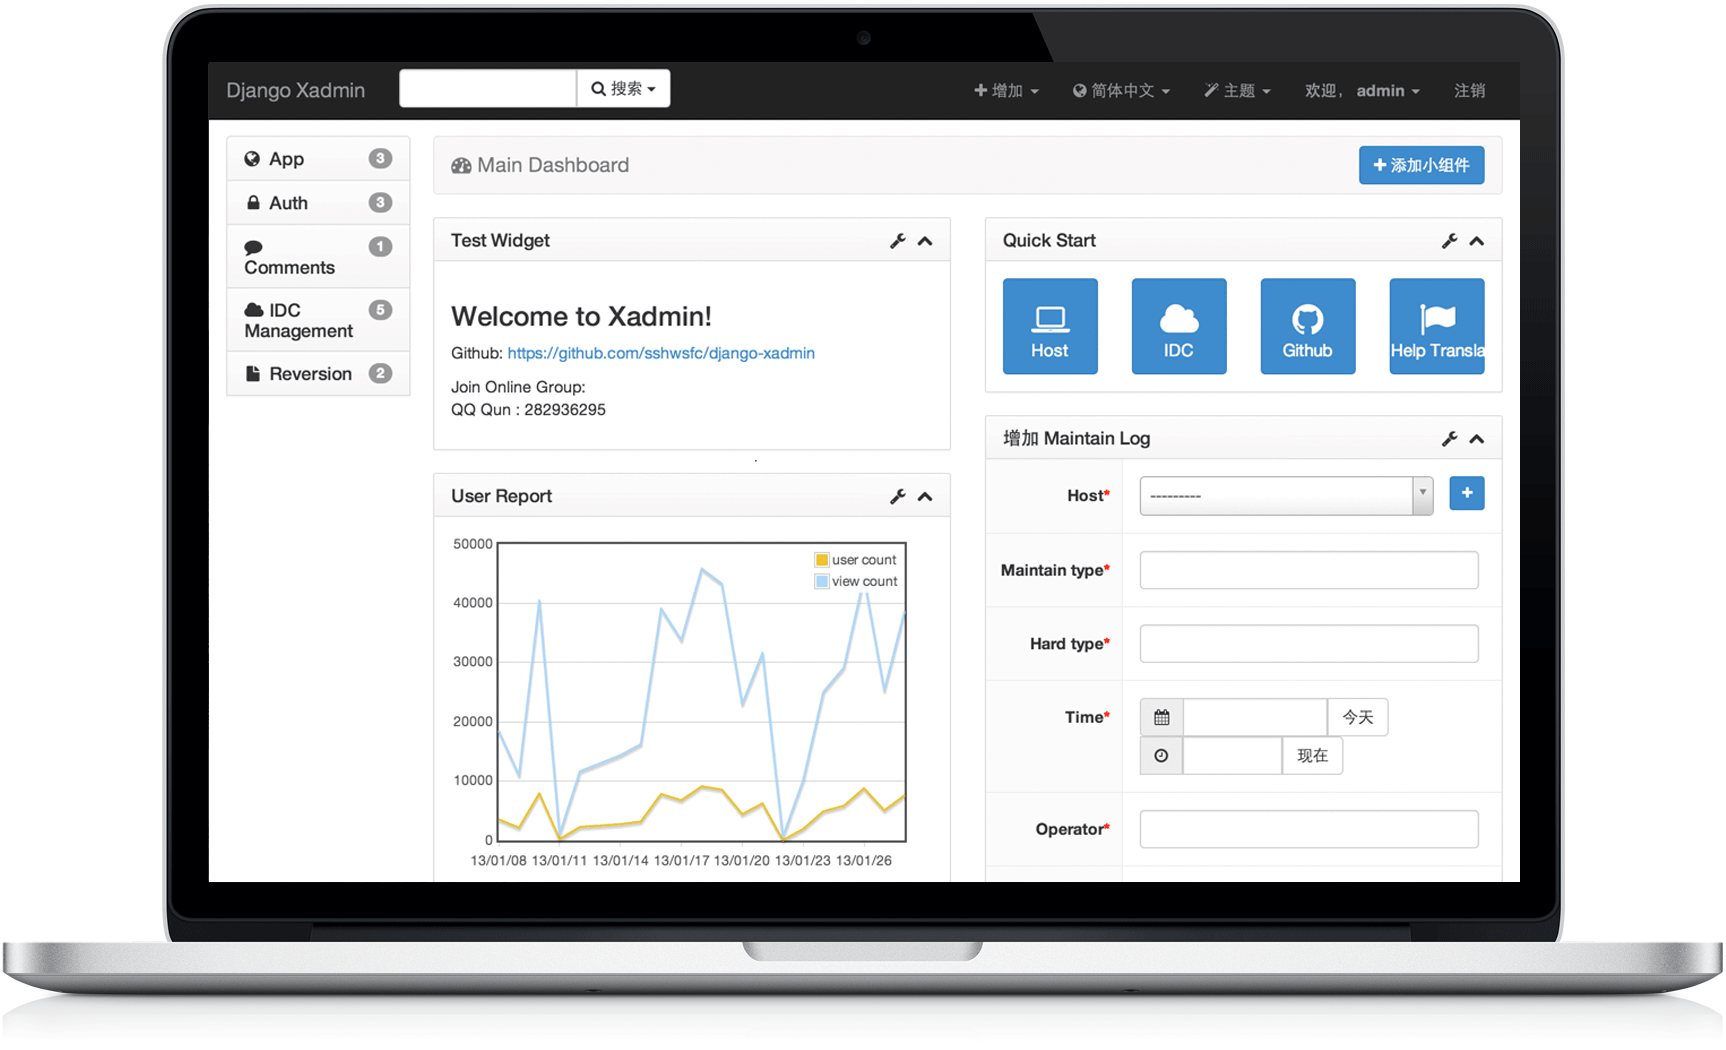 Django Xadmin
搜索
增加
简体中文
主题
欢迎， admin
注销
App 3
Auth 3
Comments 1
IDC Management 5
Reversion 2
Main Dashboard
添加小组件
Test Widget
Welcome to Xadmin!
Github: https://github.com/sshwsfc/django-xadmin
Join Online Group:
QQ Qun : 282936295
User Report
50000
40000
30000
20000
10000
0
user count
view count
13/01/08 13/01/11 13/01/14 13/01/17 13/01/20 13/01/23 13/01/26
Quick Start
Host
IDC
Github
Help Transla
增加 Maintain Log
Host*
---------
Maintain type*
Hard type*
Time*
今天
现在
Operator*